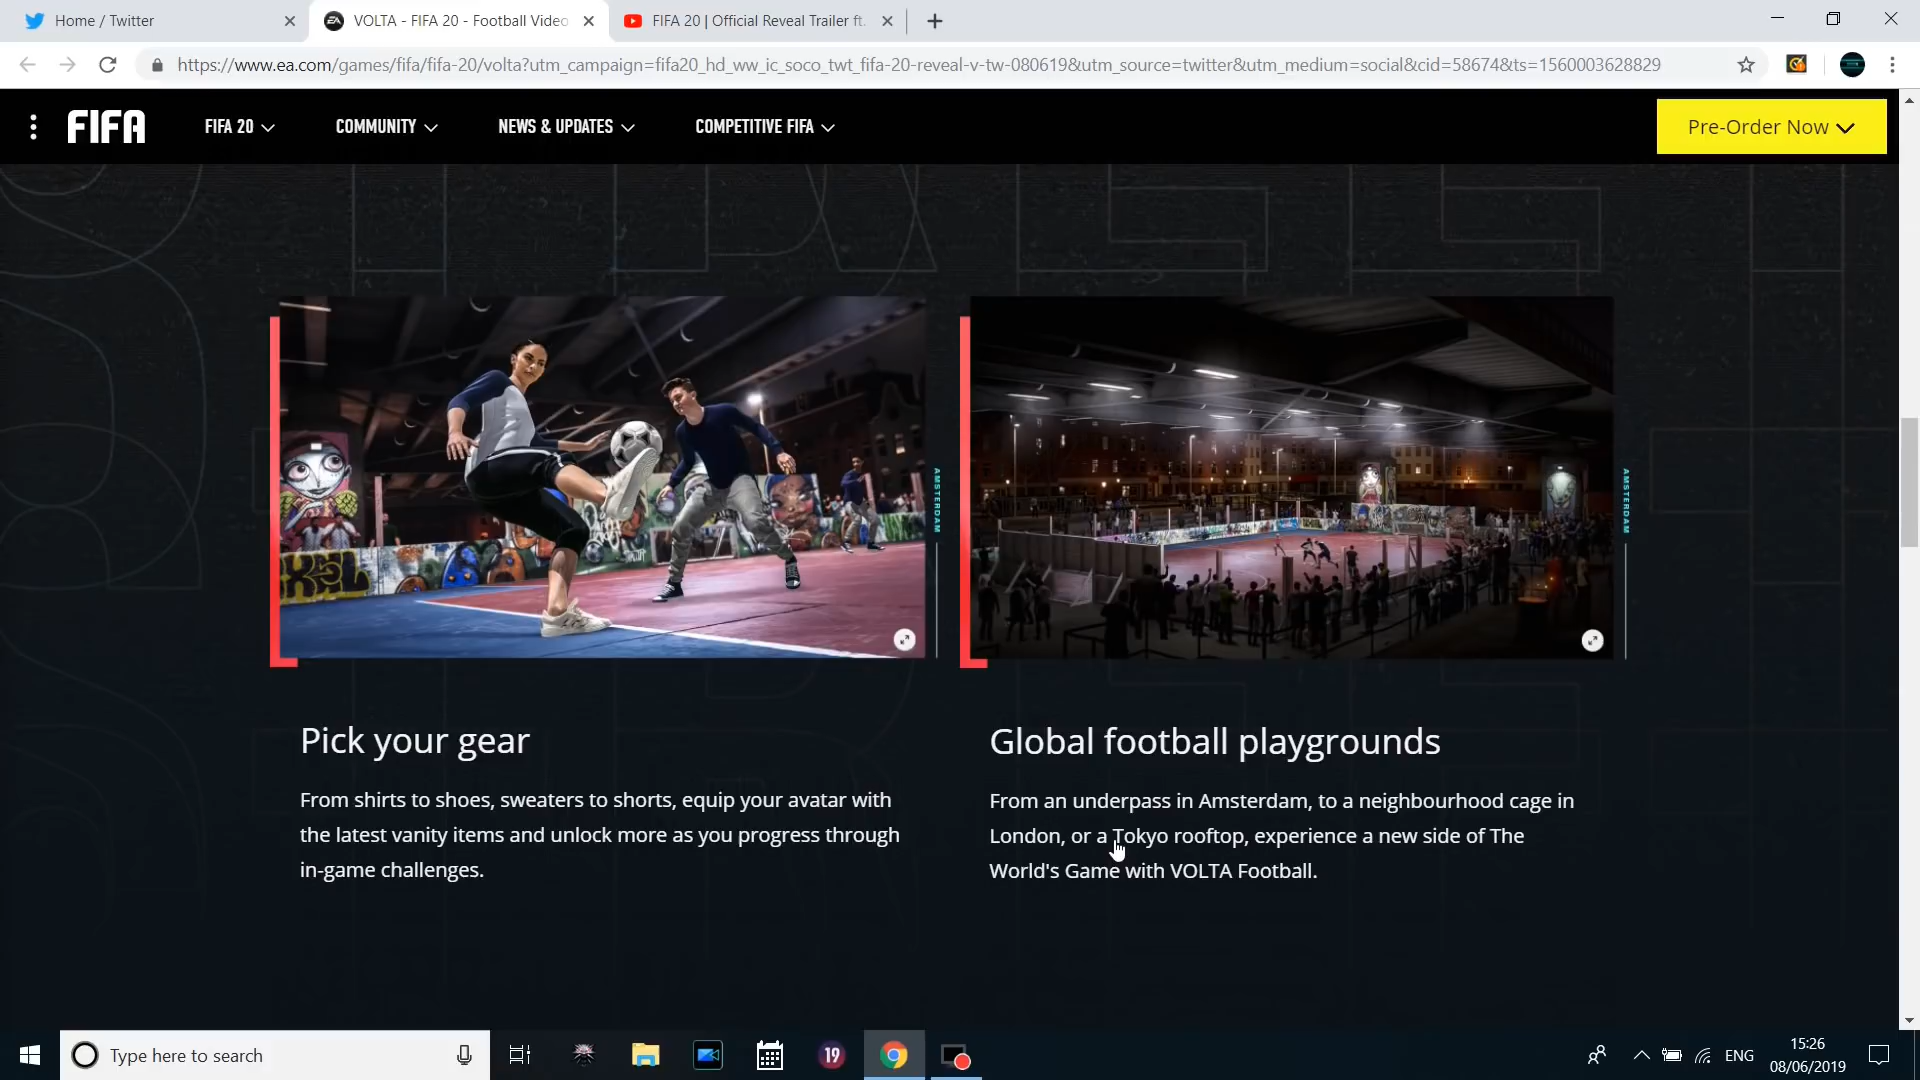 Home / Twitter
VOLTA - FIFA 20 - Football Video
FIFA 20 | Official Reveal Trailer ft.
https://www.ea.com/games/fifa/fifa-20/volta?utm_campaign=fifa20_hd_ww_ic_soco_twt_fifa-20-reveal-v-tw-080619&utm_source=twitter&utm_medium=social&cid=58674&ts=1560003628829
FIFA
FIFA 20
COMMUNITY
NEWS & UPDATES
COMPETITIVE FIFA
Pre-Order Now
AMSTERDAM
AMSTERDAM
Pick your gear
From shirts to shoes, sweaters to shorts, equip your avatar with
the latest vanity items and unlock more as you progress through
in-game challenges.
Global football playgrounds
From an underpass in Amsterdam, to a neighbourhood cage in
London, or a Tokyo rooftop, experience a new side of The
World's Game with VOLTA Football.
Type here to search
19
ENG
15:26
08/06/2019